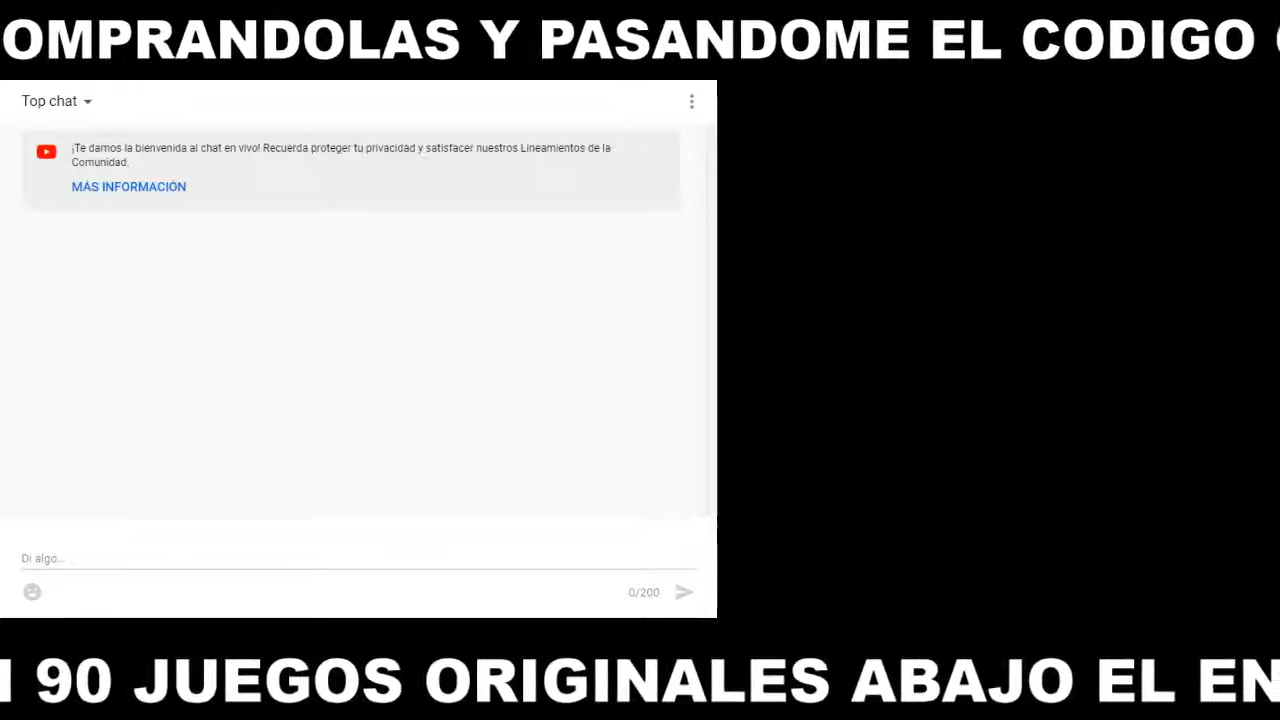 OMPRANDOLAS Y PASANDOME EL CODIGO
Top chat
¡Te damos la bienvenida al chat en vivo! Recuerda proteger tu privacidad y satisfacer nuestros Lineamientos de la
Comunidad.
MÁS INFORMACIÓN
Di algo...
0/200
90 JUEGOS ORIGINALES ABAJO EL EN